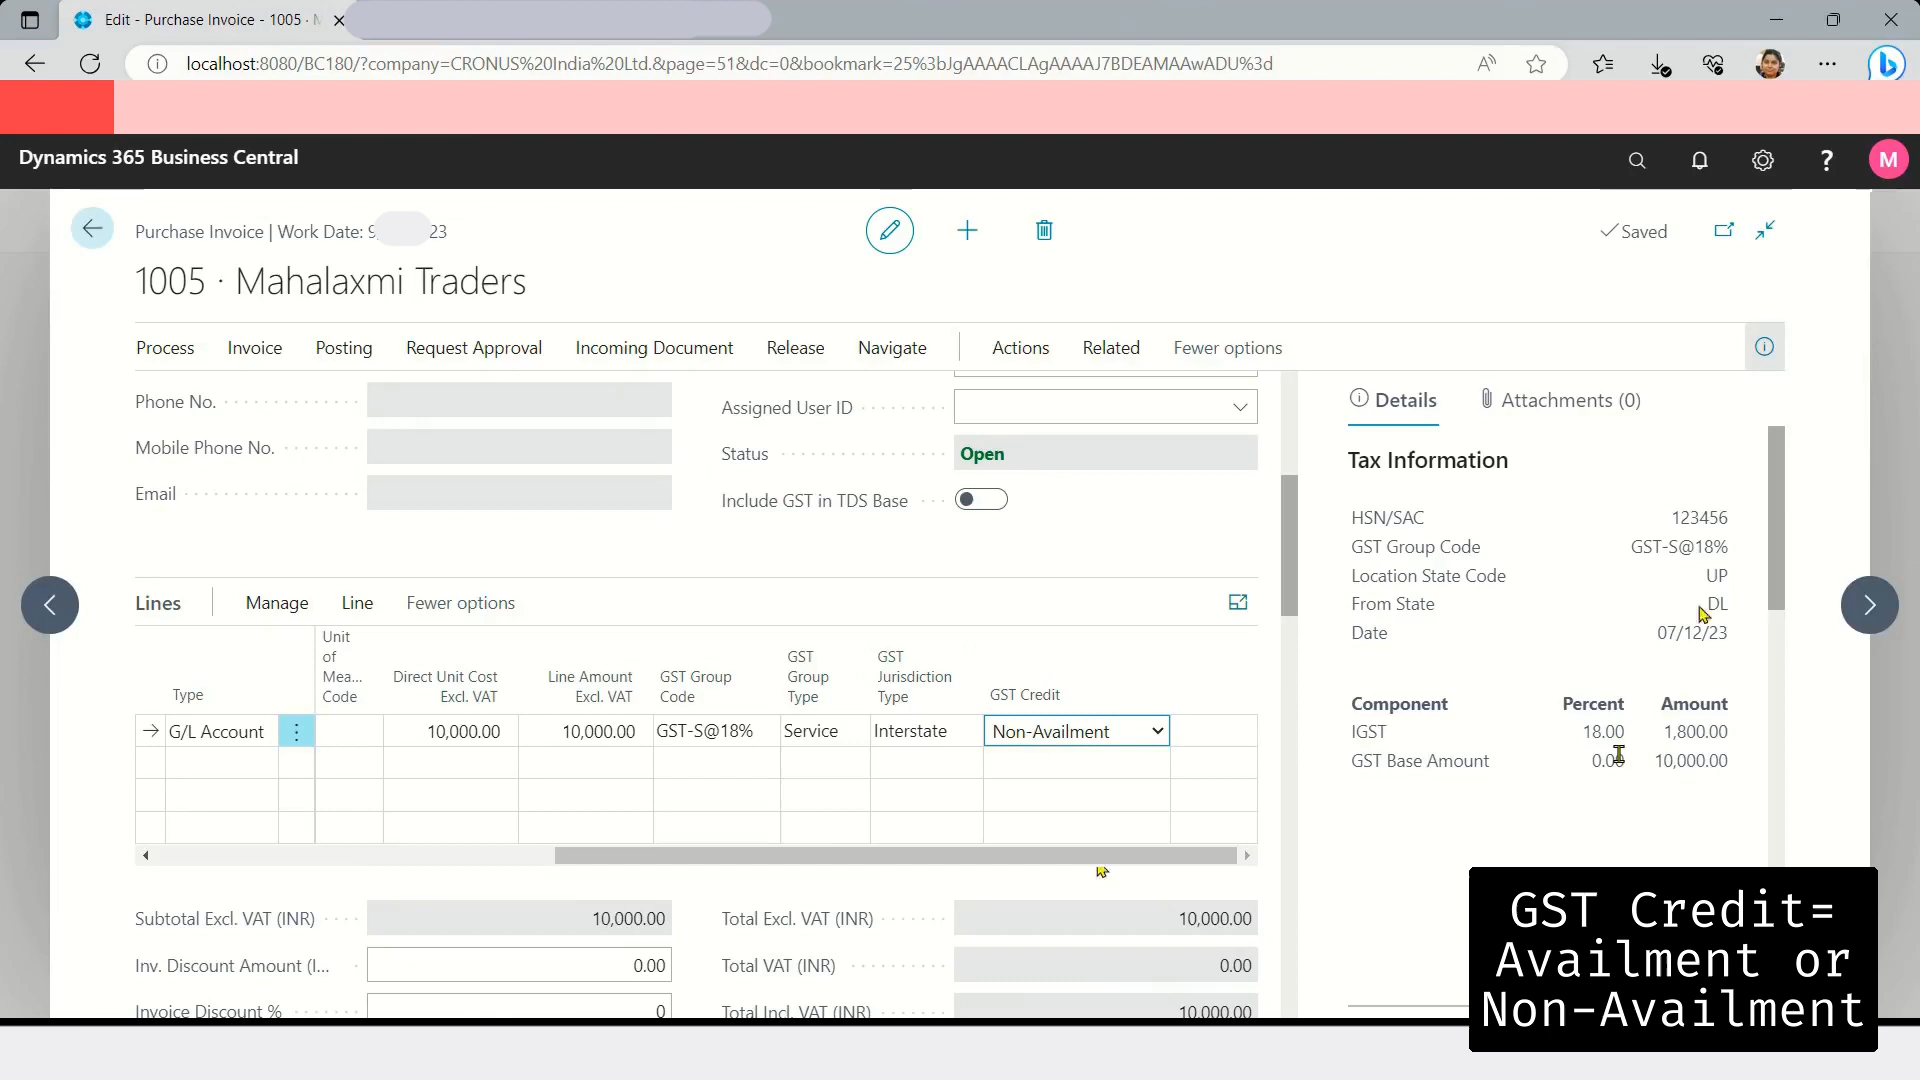 Edit - Purchase Invoice - 1005 ·
localhost:8080/BC180/?company=CRONUS%20India%20Ltd.&page=51&dc=0&bookmark=25%3bJgAAAACLAgAAAAJ7BDEAMAAwADU%3d
Dynamics 365 Business Central
M
Purchase Invoice | Work Date: 9 23
Saved
1005 · Mahalaxmi Traders
Process Invoice Posting Request Approval Incoming Document Release Navigate Actions Related Fewer options
Phone No.
Mobile Phone No.
Email
Assigned User ID
Status Open
Include GST in TDS Base
Details Attachments (0)
Tax Information
HSN/SAC 123456
GST Group Code GST-S@18%
Location State Code UP
From State DL
Date 07/12/23
Component Percent Amount
IGST 18.00 1,800.00
GST Base Amount 0.00 10,000.00
Lines Manage Line Fewer options
Type
Unit
of
Mea...
Code
Direct Unit Cost
Excl. VAT
Line Amount
Excl. VAT
GST Group
Code
GST
Group
Type
GST
Jurisdiction
Type
GST Credit
G/L Account 10,000.00 10,000.00 GST-S@18% Service Interstate Non-Availment
Subtotal Excl. VAT (INR) 10,000.00
Inv. Discount Amount (I... 0.00
Invoice Discount % 0
Total Excl. VAT (INR) 10,000.00
Total VAT (INR) 0.00
Total Incl. VAT (INR) 10,000.00
GST Credit=
Availment or
Non-Availment